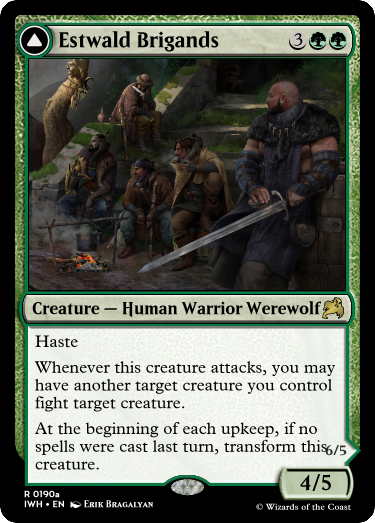 Estwald Brigands 3
Creature — Human Warrior Werewolf
Haste
Whenever this creature attacks, you may
have another target creature you control
fight target creature.
At the beginning of each upkeep, if no
spells were cast last turn, transform this
creature.
6/5
4/5
R 0190a
IWH • EN Erik Bragalyan
© Wizards of the Coast